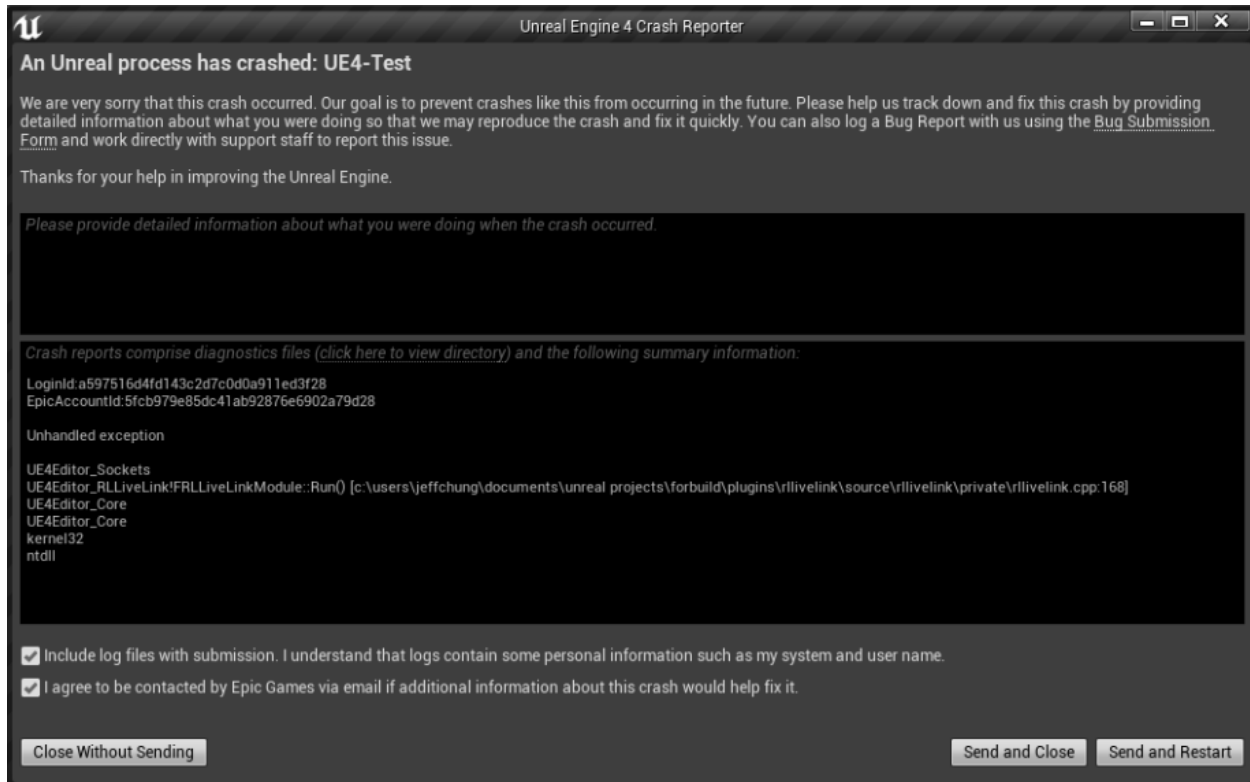 Unreal Engine 4 Crash Reporter
An Unreal process has crashed: UE4-Test
We are very sorry that this crash occurred. Our goal is to prevent crashes like this from occurring in the future. Please help us track down and fix this crash by providing
detailed information about what you were doing so that we may reproduce the crash and fix it quickly. You can also log a Bug Report with us using the Bug Submission
Form and work directly with support staff to report this issue.
Thanks for your help in improving the Unreal Engine.
Please provide detailed information about what you were doing when the crash occurred.
Crash reports comprise diagnostics files (click here to view directory) and the following summary information:
LoginId:a597516d4fd143c2d7c0d0a911ed3f28
EpicAccountId:5fcb979e85dc41ab92876e6902a79d28
Unhandled exception
UE4Editor_Sockets
UE4Editor_RLLiveLink!FRLLiveLinkModule::Run() [c:\users\jeffchung\documents\unreal projects\forbuild\plugins\rllivelink\source\rllivelink\private\rllivelink.cpp:168]
UE4Editor_Core
UE4Editor_Core
kernel32
ntdll
Include log files with submission. I understand that logs contain some personal information such as my system and user name.
I agree to be contacted by Epic Games via email if additional information about this crash would help fix it.
Close Without Sending
Send and Close
Send and Restart